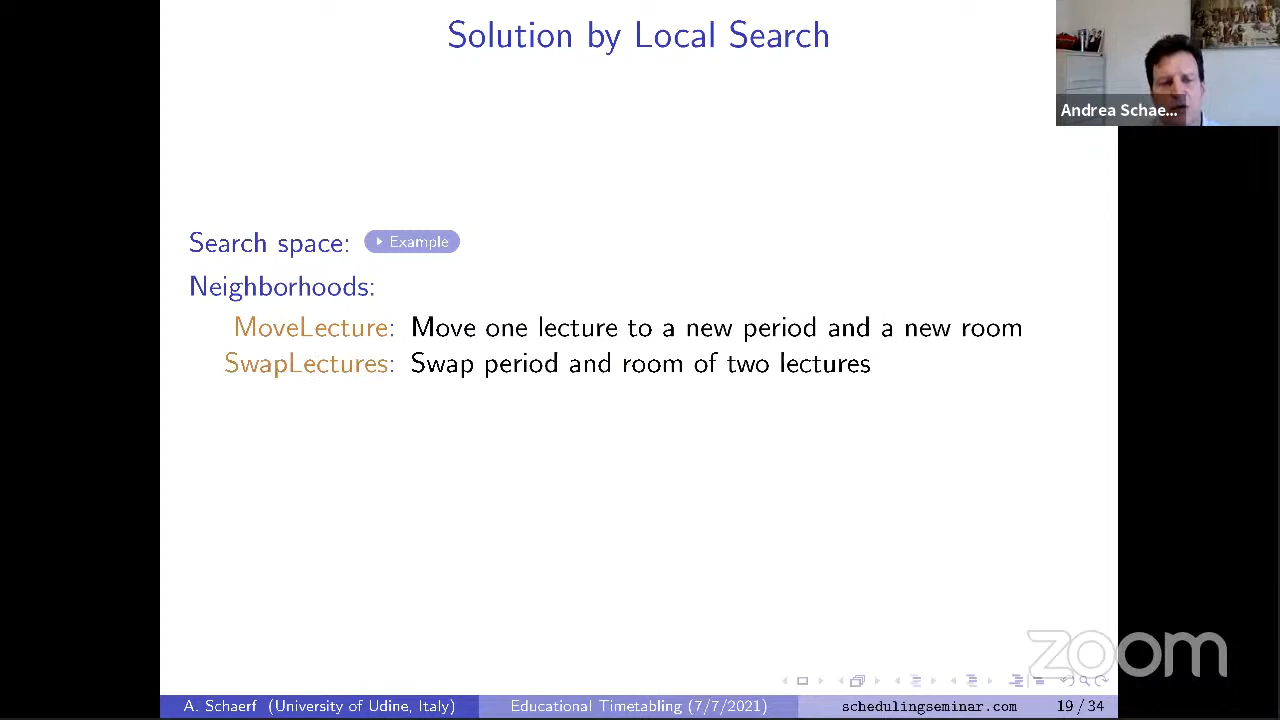 Solution by Local Search
Andrea Schae...
Search space: Example
Neighborhoods:
MoveLecture: Move one lecture to a new period and a new room
SwapLectures: Swap period and room of two lectures
zoom
A. Schaerf (University of Udine, Italy) Educational Timetabling (7/7/2021) schedulingseminar.com 19 / 34